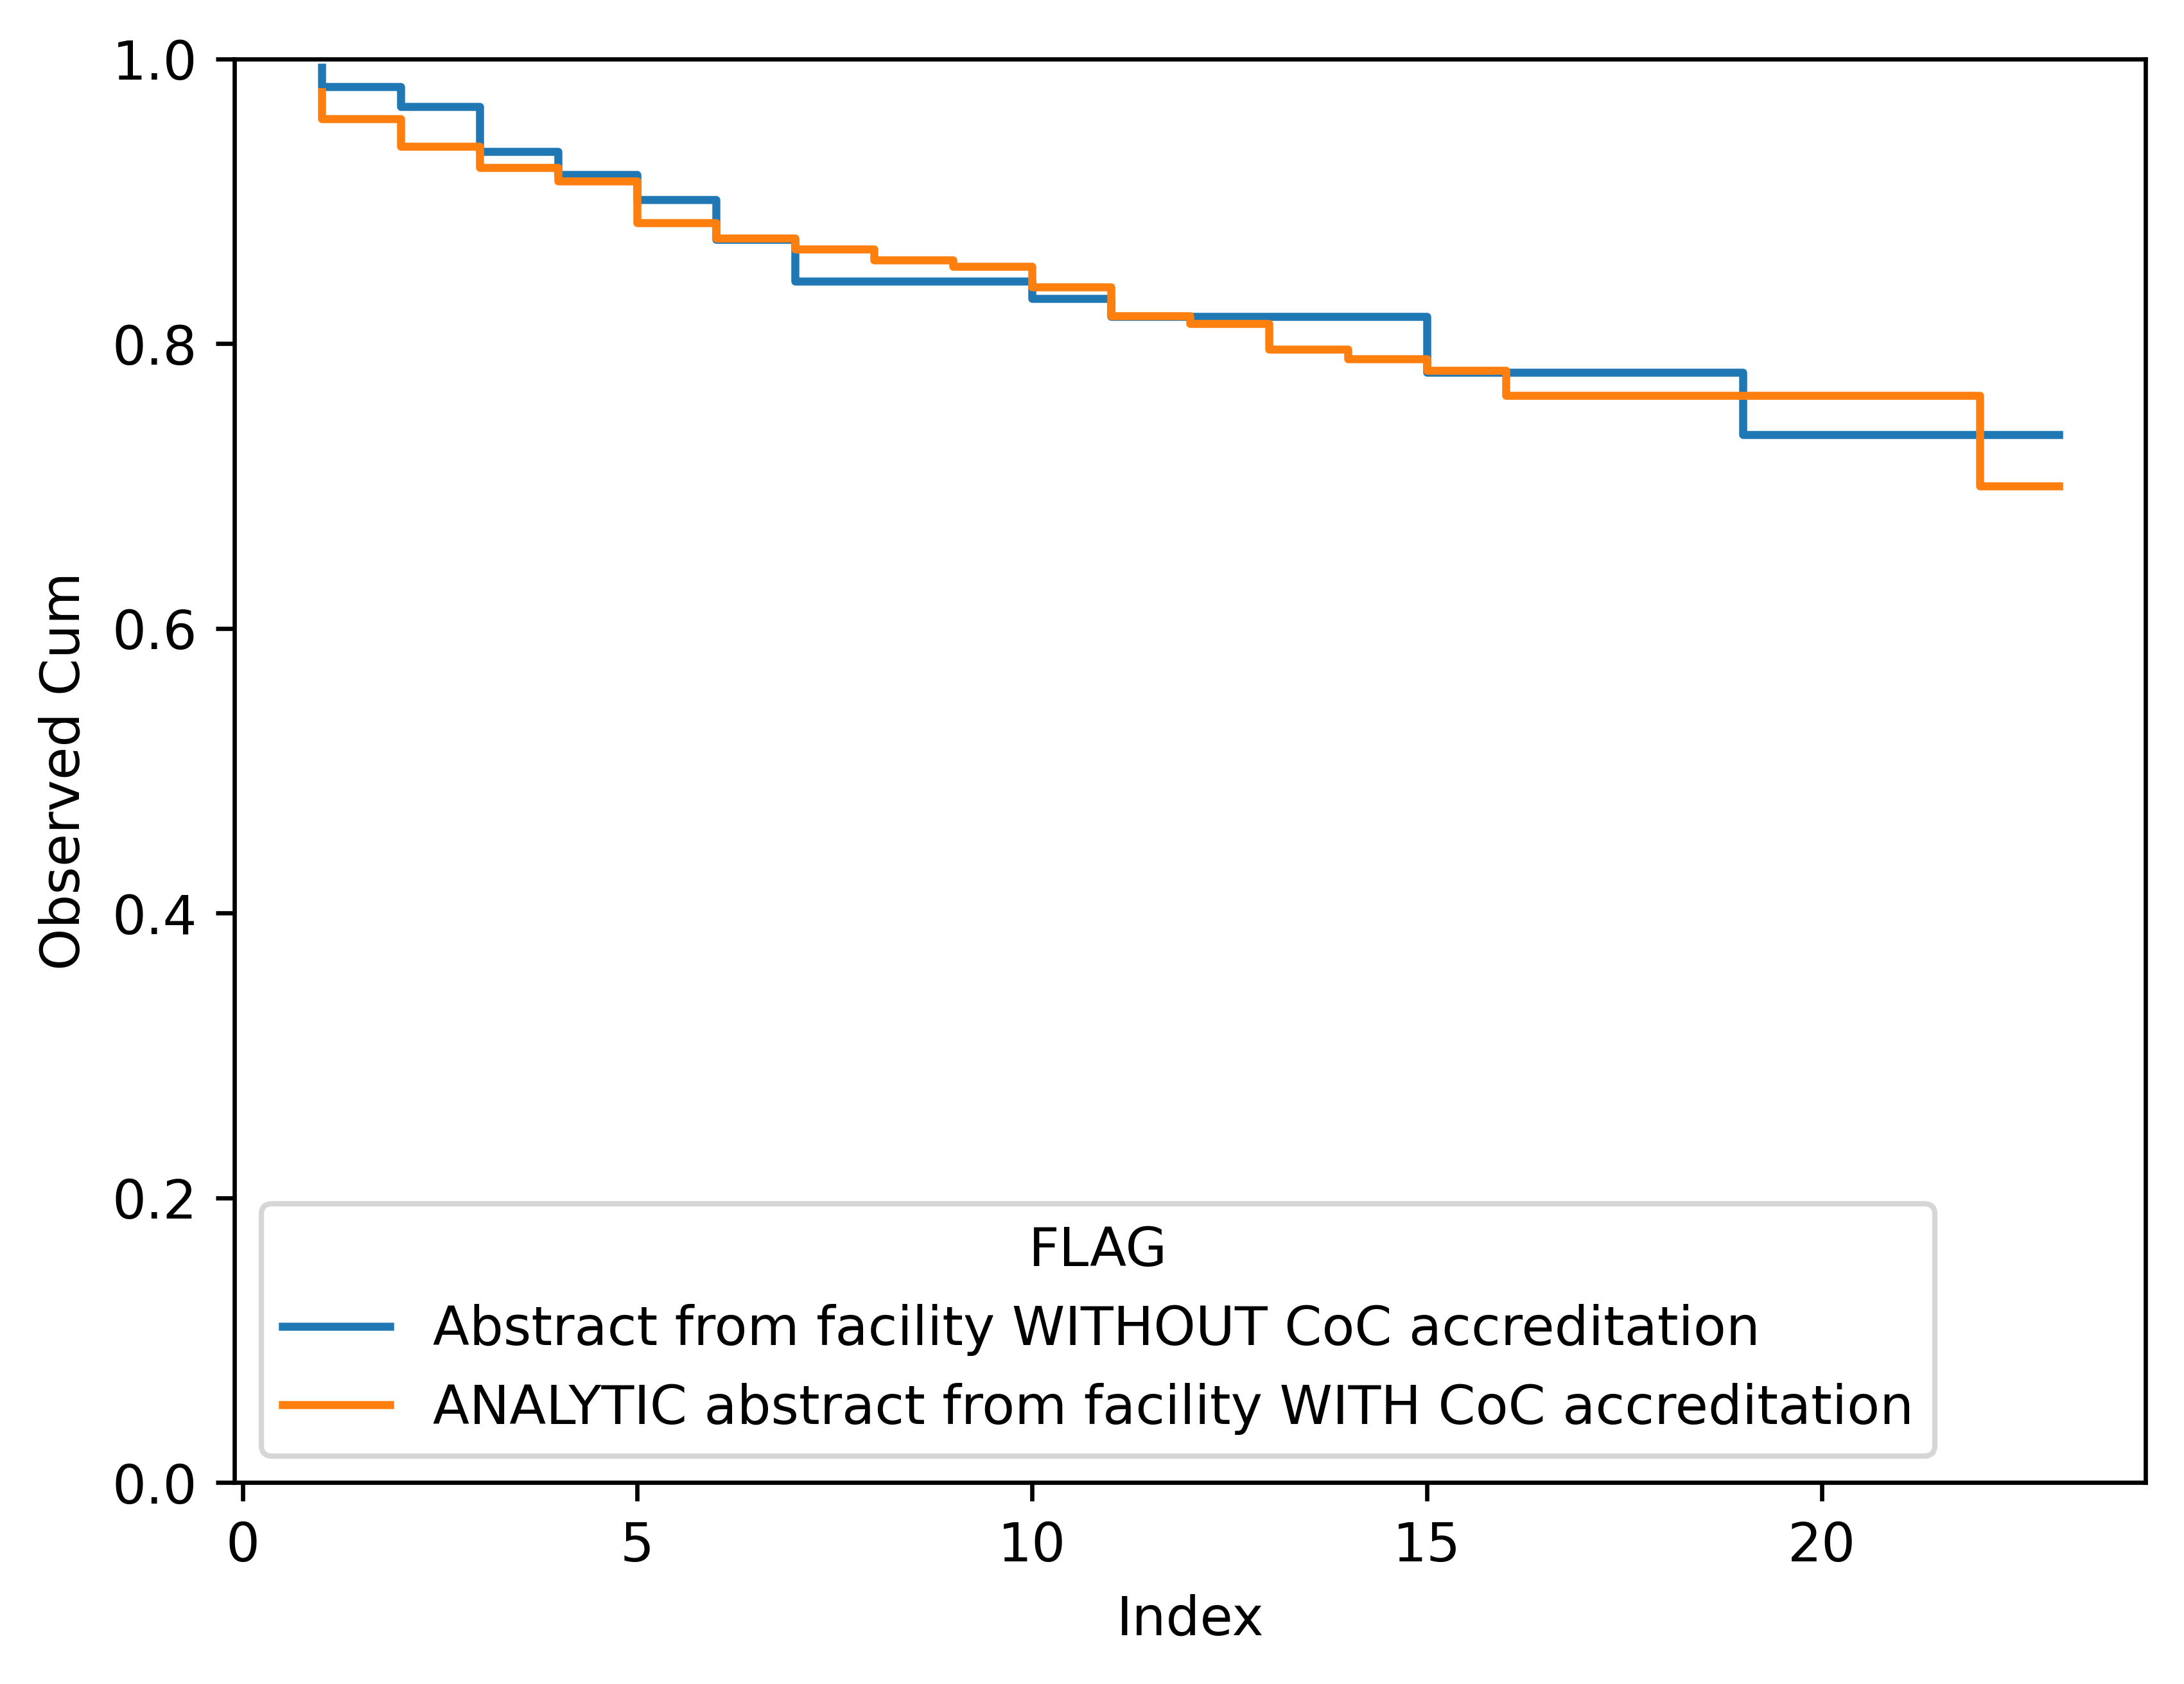 1.0
0.8
0.6
0.4
0.2
0.0
Observed Cum
FLAG
Abstract from facility WITHOUT CoC accreditation
ANALYTIC abstract from facility WITH CoC accreditation
0 5 10 15 20
Index